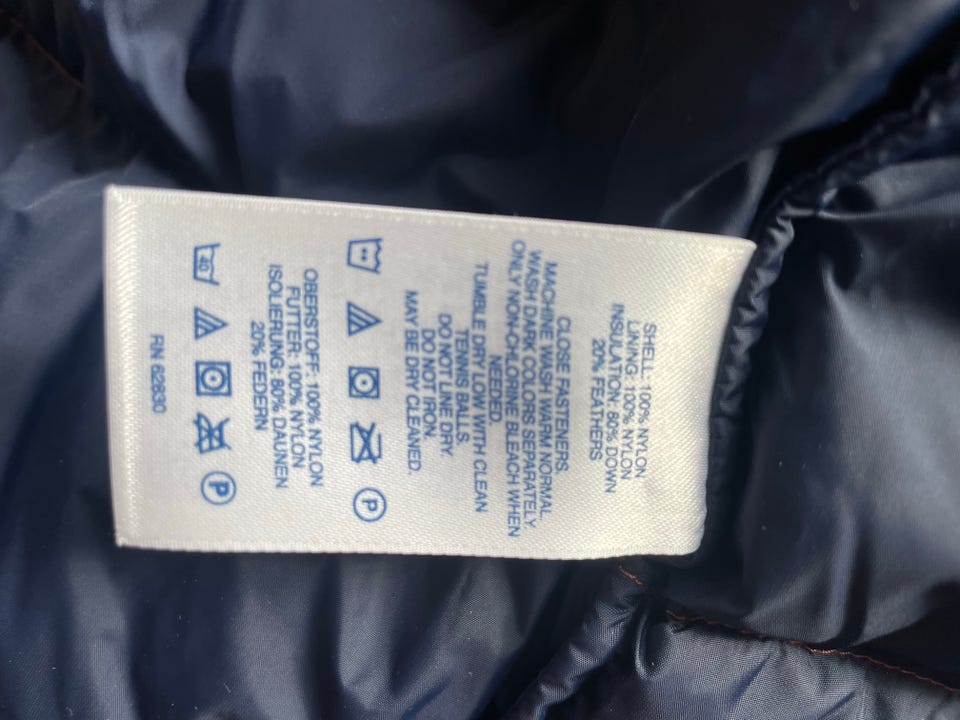 SHELL: 100% NYLON
LINING: 100% NYLON
INSULATION: 80% DOWN
20% FEATHERS
CLOSE FASTENERS.
MACHINE WASH WARM NORMAL.
WASH DARK COLORS SEPARATELY.
ONLY NON-CHLORINE BLEACH WHEN
NEEDED.
TUMBLE DRY LOW WITH CLEAN
TENNIS BALLS.
DO NOT LINE DRY.
DO NOT IRON.
MAY BE DRY CLEANED.
P
OBERSTOFF: 100% NYLON
FUTTER: 100% NYLON
ISOLIERUNG: 80% DAUNEN
20% FEDERN
40 P
RN 62830